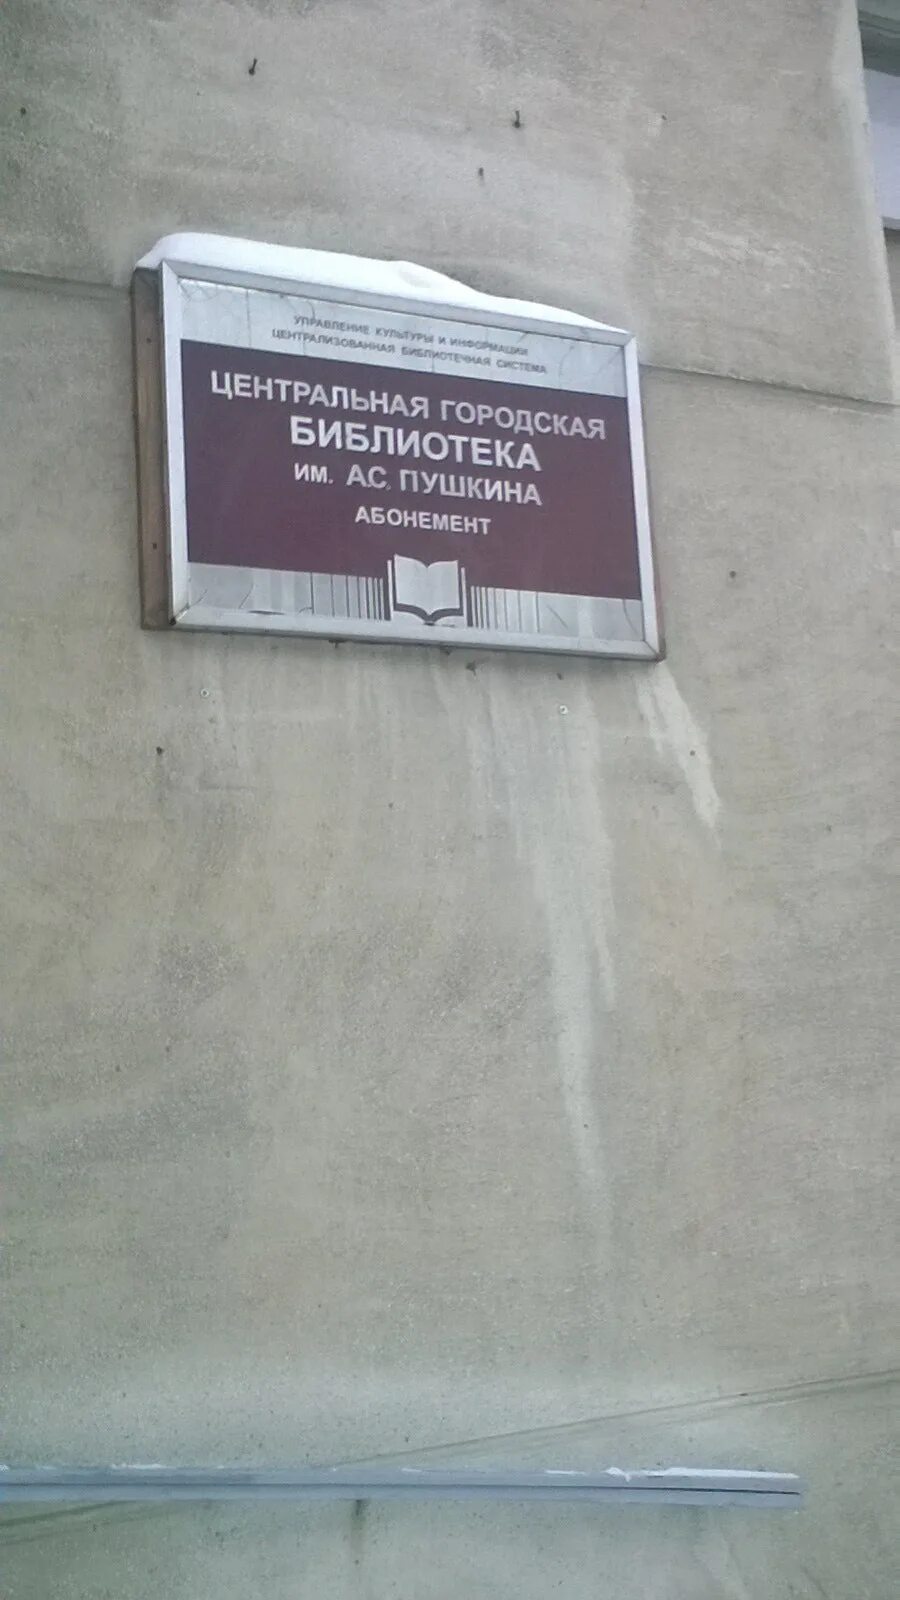 УПРАВЛЕНИЕ КУЛЬТУРЫ И ИНФОРМАЦИИ
ЦЕНТРАЛИЗОВАННАЯ БИБЛИОТЕЧНАЯ СИСТЕМА
ЦЕНТРАЛЬНАЯ ГОРОДСКАЯ
БИБЛИОТЕКА
ИМ. А.С. ПУШКИНА
АБОНЕМЕНТ